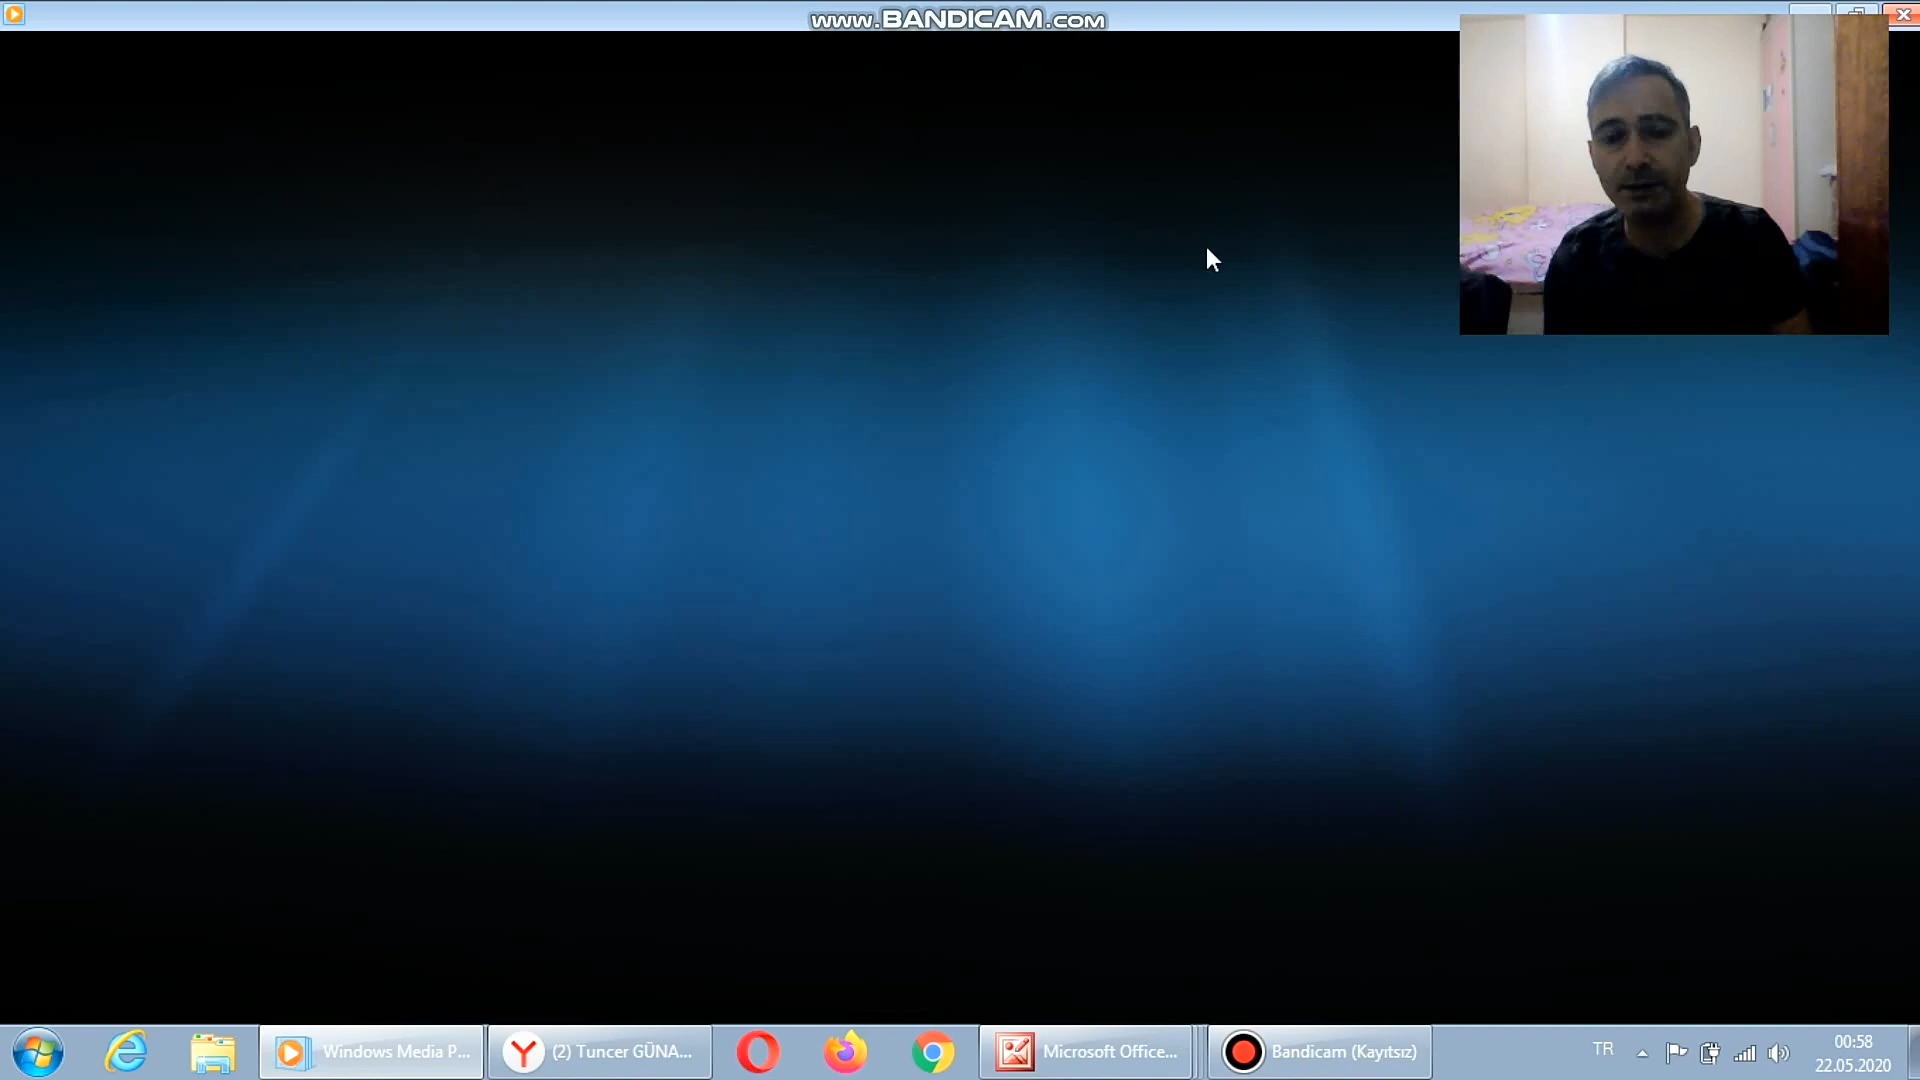 www.BANDICAM.com
Windows Media P...
(2) Tuncer GÜNA...
Microsoft Office...
Bandicam (Kayıtsız)
TR
00:58
22.05.2020